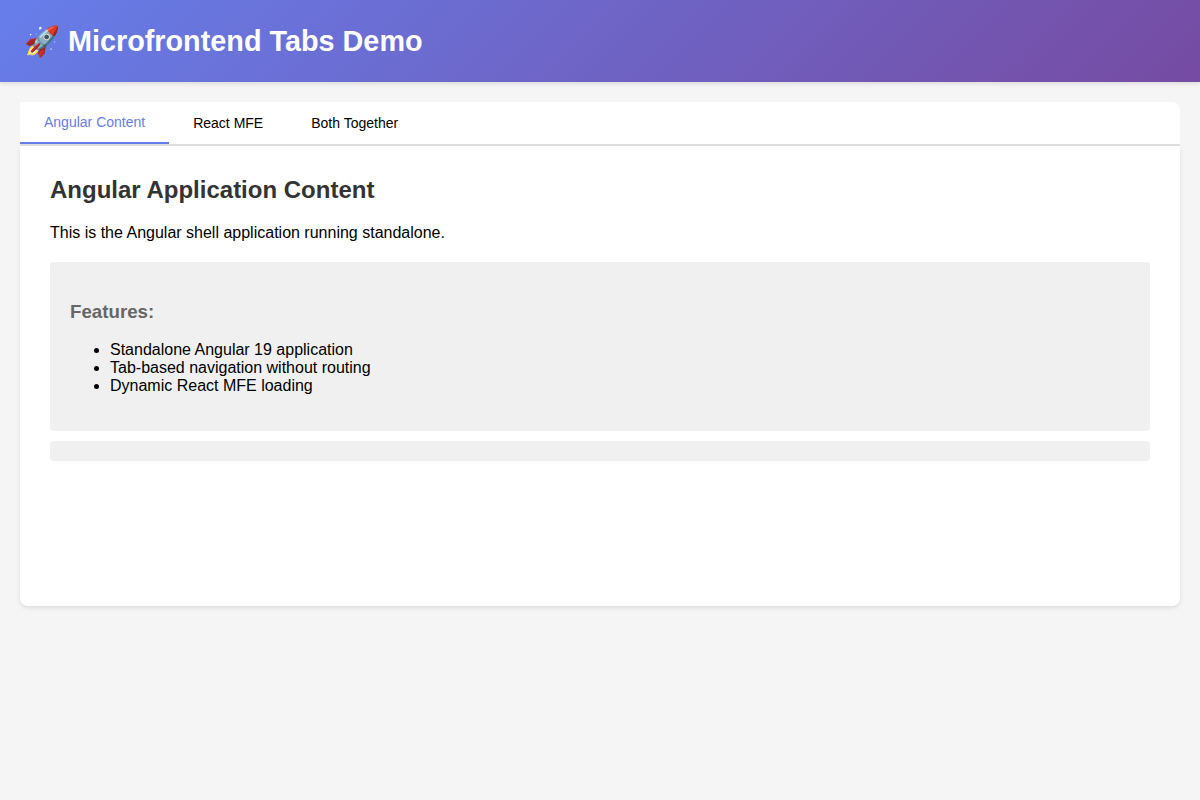 🚀 Microfrontend Tabs Demo
Angular Content React MFE Both Together
Angular Application Content
This is the Angular shell application running standalone.
Features:
Standalone Angular 19 application
Tab-based navigation without routing
Dynamic React MFE loading